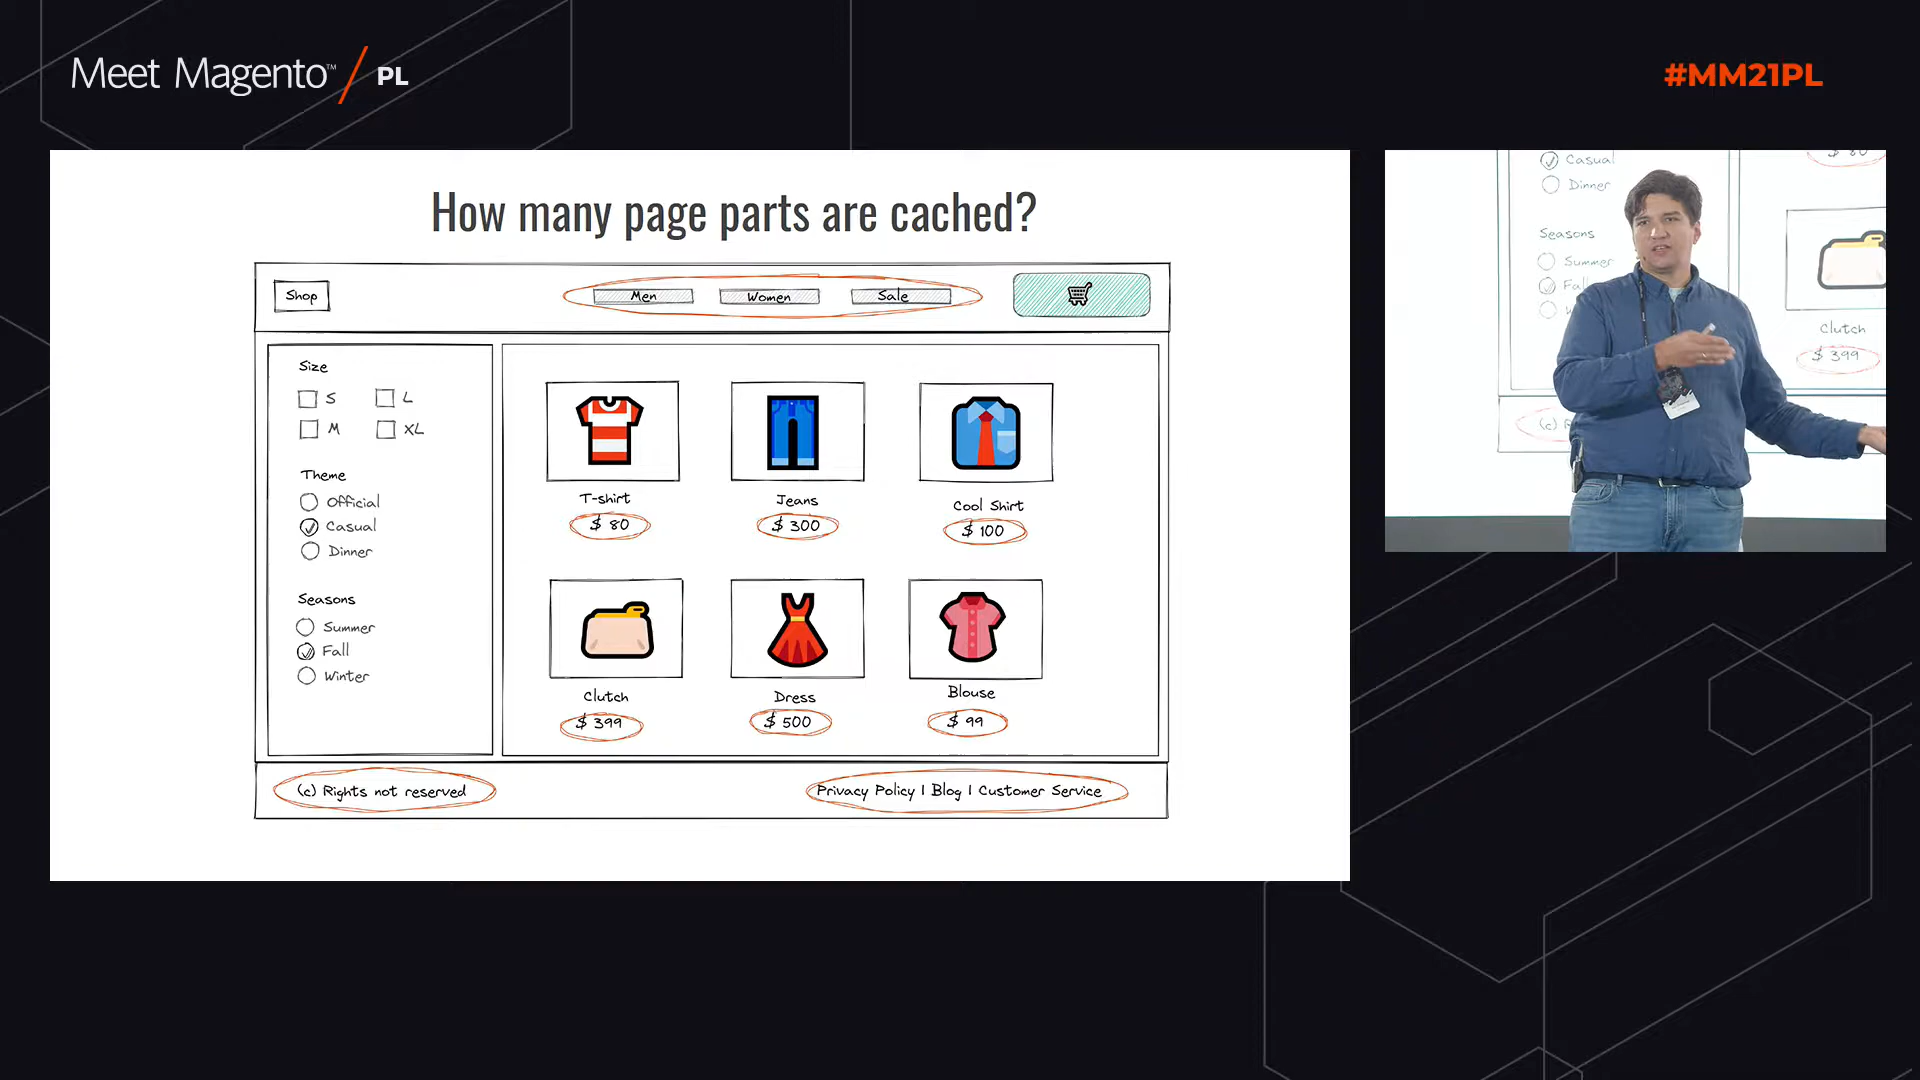 Meet Magento™ / PL
#MM21PL
How many page parts are cached?
Shop
Men
Women
Sale
Size
S
L
M
XL
Theme
Official
Casual
Dinner
Seasons
Summer
Fall
Winter
T-shirt
$ 80
Jeans
$ 300
Cool Shirt
$ 100
Clutch
$ 399
Dress
$ 500
Blouse
$ 99
(c) Rights not reserved
Privacy Policy | Blog | Customer Service
$ 80
Casual
Dinner
Seasons
Summer
Clutch
$ 399